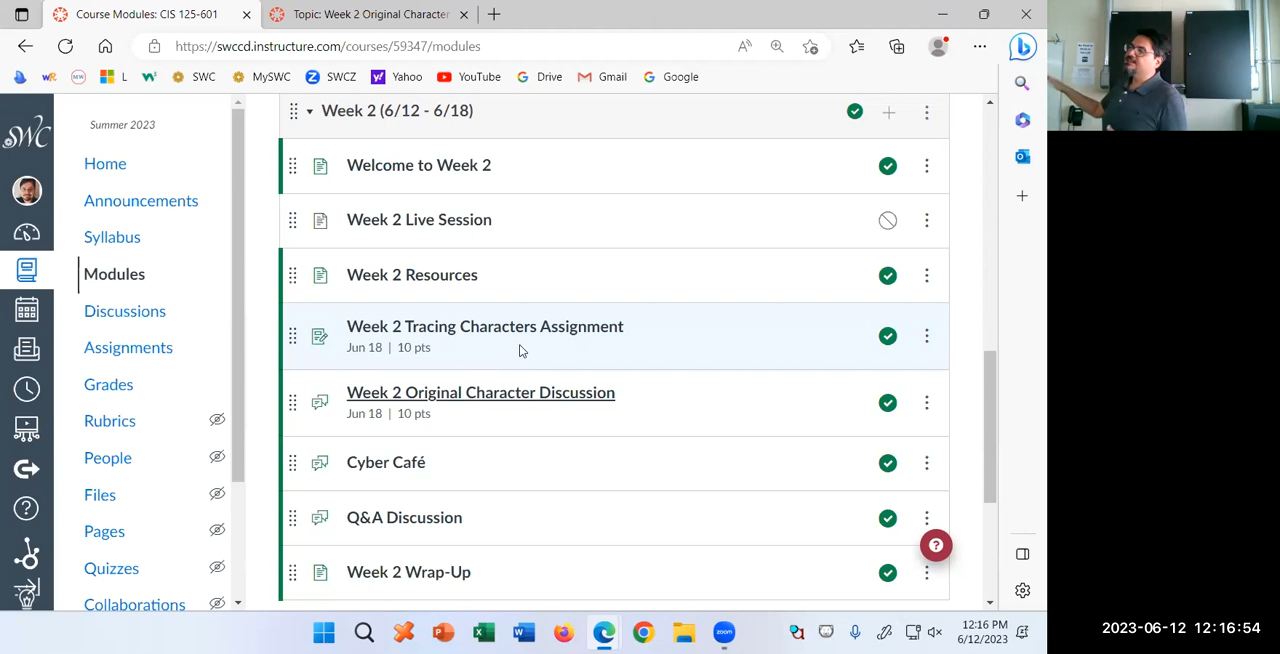 Course Modules: CIS 125-601
Topic: Week 2 Original Character
https://swccd.instructure.com/courses/59347/modules
L
SWC
MySWC
SWCZ
Yahoo
YouTube
Drive
Gmail
Google
SWC
Summer 2023
Home
Announcements
Syllabus
Modules
Discussions
Assignments
Grades
Rubrics
People
Files
Pages
Quizzes
Collaborations
Week 2 (6/12 - 6/18)
Welcome to Week 2
Week 2 Live Session
Week 2 Resources
Week 2 Tracing Characters Assignment
Jun 18 | 10 pts
Week 2 Original Character Discussion
Jun 18 | 10 pts
Cyber Café
Q&A Discussion
Week 2 Wrap-Up
zoom
12:16 PM
6/12/2023
2023-06-12 12:16:54